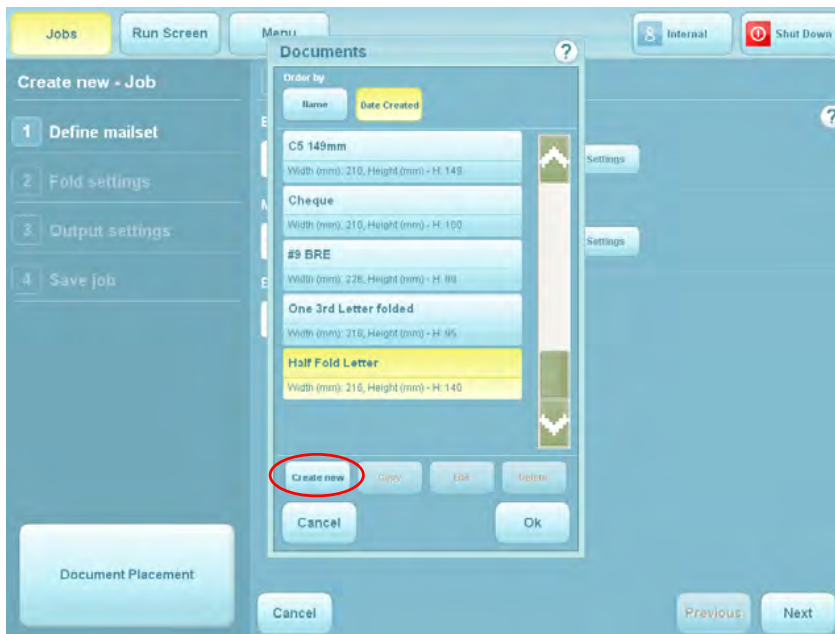 Jobs
Run Screen
Menu
Internal
Shut Down
Create new - Job
1 Define mailset
2 Fold settings
3 Output settings
4 Save job
Document Placement
Documents
?
Order by
Name
Date Created
C5 149mm
Width (mm): 210, Height (mm) - H: 149
Cheque
Width (mm): 210, Height (mm) - H: 100
#9 BRE
Width (mm): 226, Height (mm) - H:
One 3rd Letter folded
Width (mm): 216, Height (mm) - H: 95
Half Fold Letter
Width (mm): 216, Height (mm) - H: 140
Create new
Copy
Edit
Delete
Cancel
Ok
?
Settings
Settings
Cancel
Previous
Next